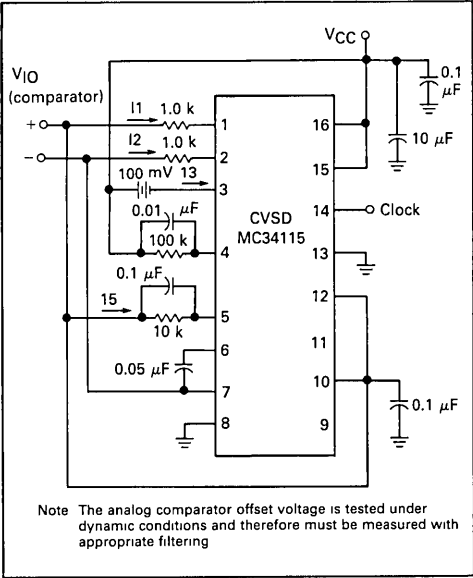 VCC
VIO
(comparator)
0.1
μF
10 μF
+
I1
1.0 k
1
16
−
I2
1.0 k
2
15
100 mV
13
3
CVSD
MC34115
14
Clock
0.01 μF
100 k
4
13
0.1 μF
12
15
10 k
5
11
6
0.05 μF
7
10
0.1 μF
8
9
Note The analog comparator offset voltage is tested under
dynamic conditions and therefore must be measured with
appropriate filtering